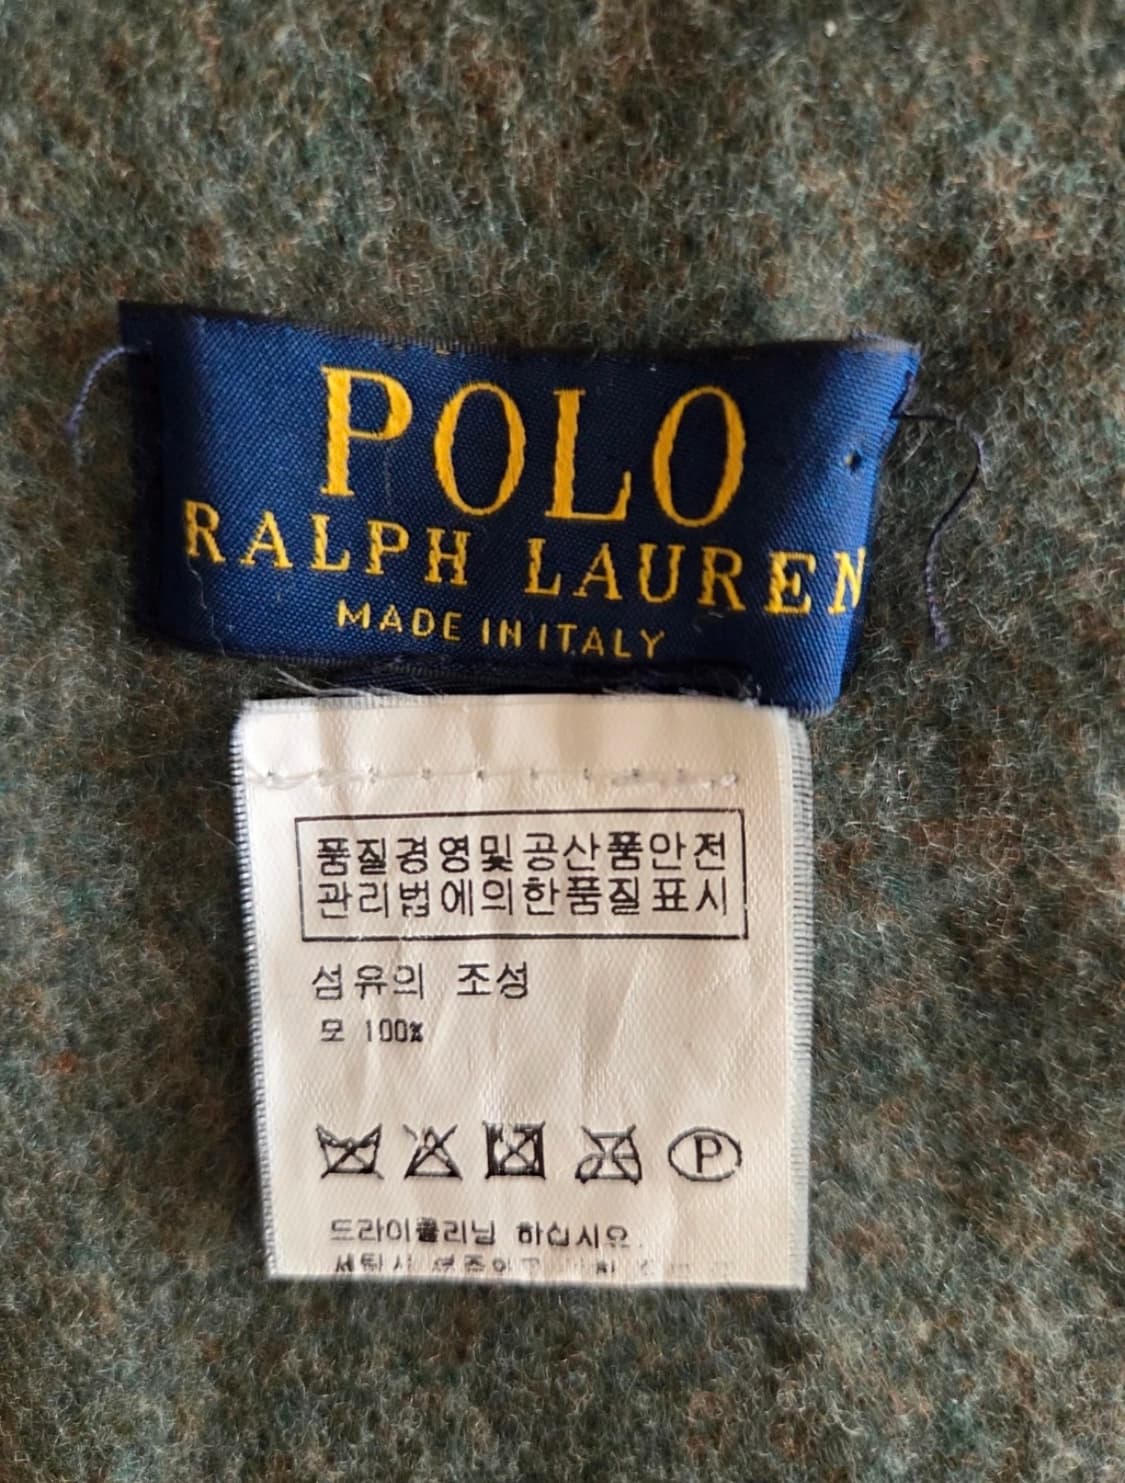 POLO
RALPH LAUREN
MADE IN ITALY
품질경영및공산품안전
관리법에의한품질표시
섬유의 조성
모 100%
P
드라이클리닝 하십시오.